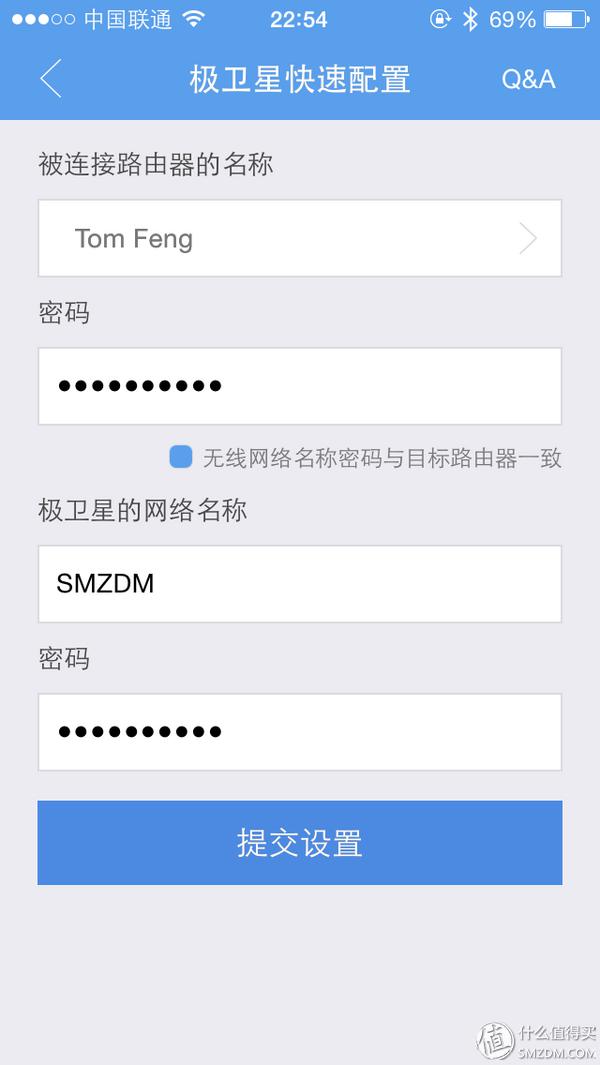 中国联通 22:54 69%
极卫星快速配置 Q&A
被连接路由器的名称
Tom Feng
密码
••••••••••
无线网络名称密码与目标路由器一致
极卫星的网络名称
SMZDM
密码
••••••••••
提交设置
值 什么值得买
SMZDM.COM